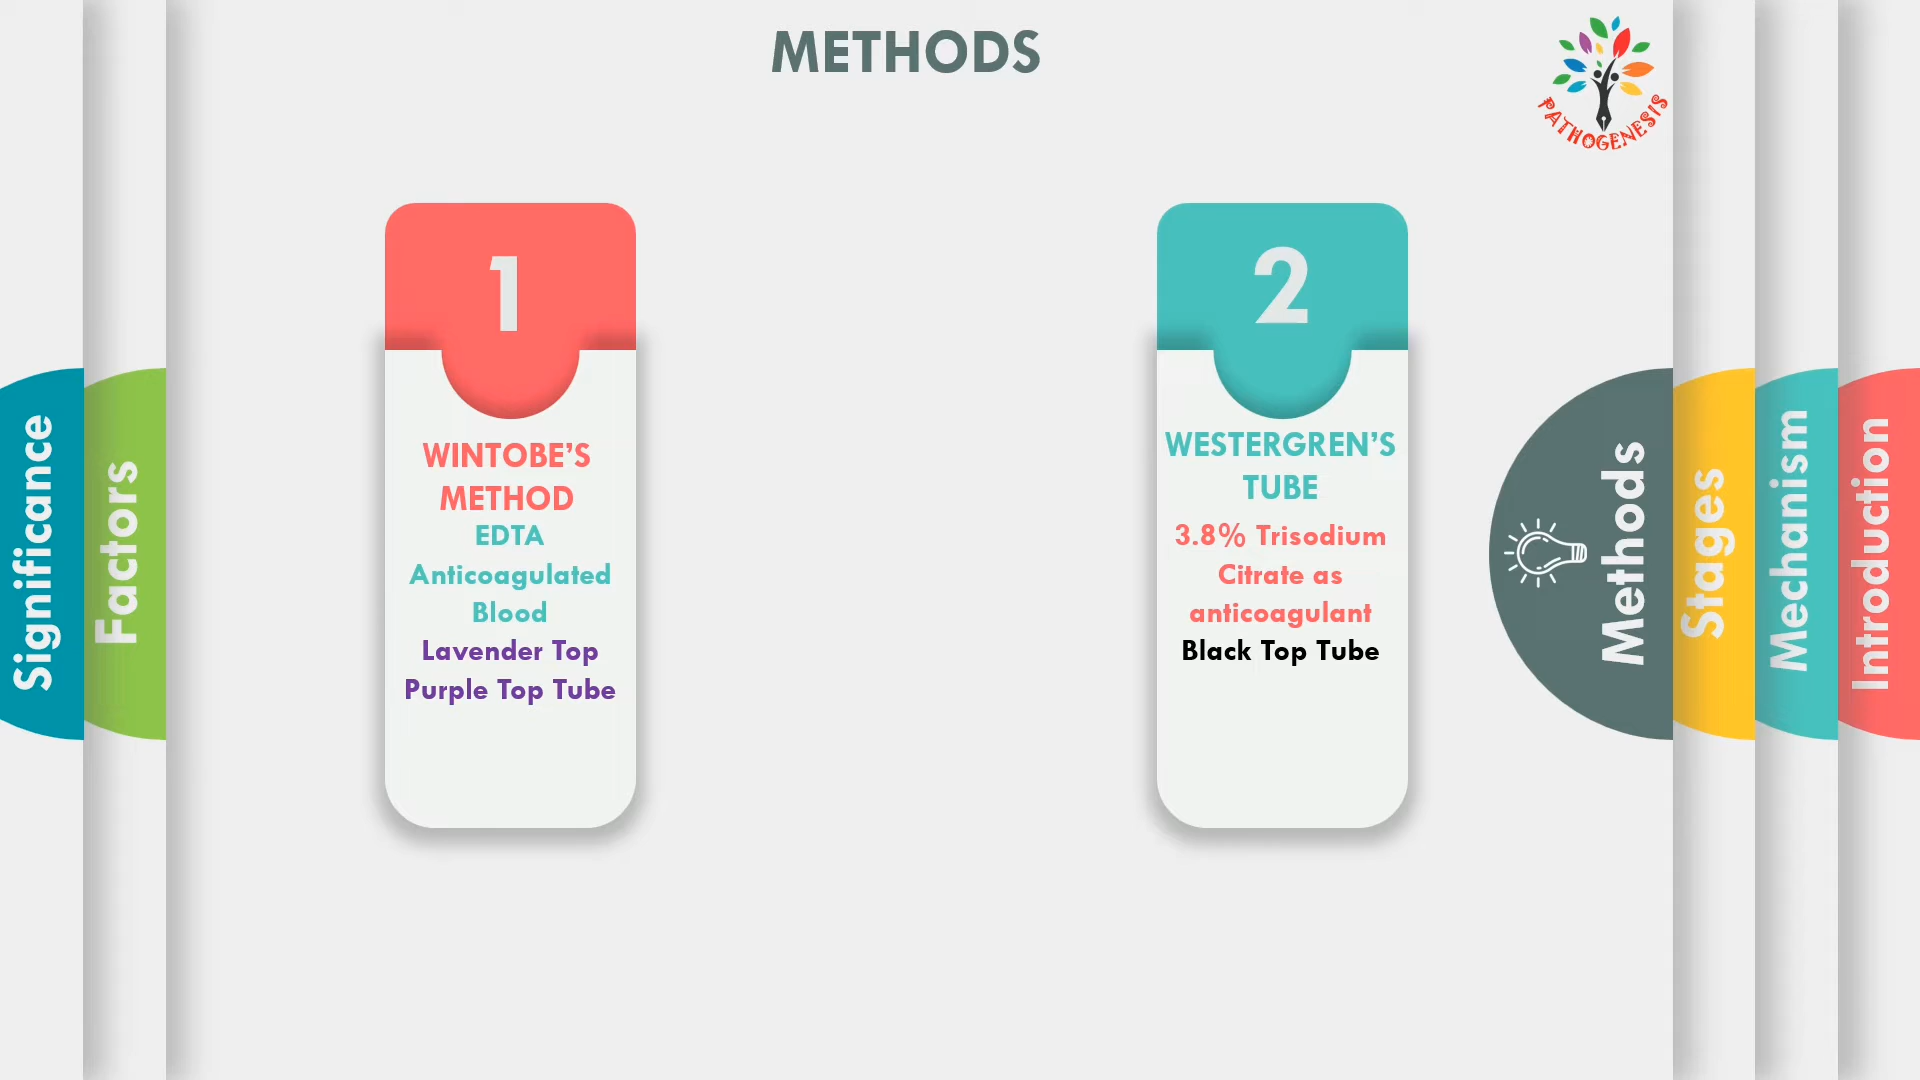 METHODS
PATHOGENESIS
1
WINTOBE’S
METHOD
EDTA
Anticoagulated
Blood
Lavender Top
Purple Top Tube
2
WESTERGREN’S
TUBE
3.8% Trisodium
Citrate as
anticoagulant
Black Top Tube
Significance
Factors
Methods
Stages
Mechanism
Introduction